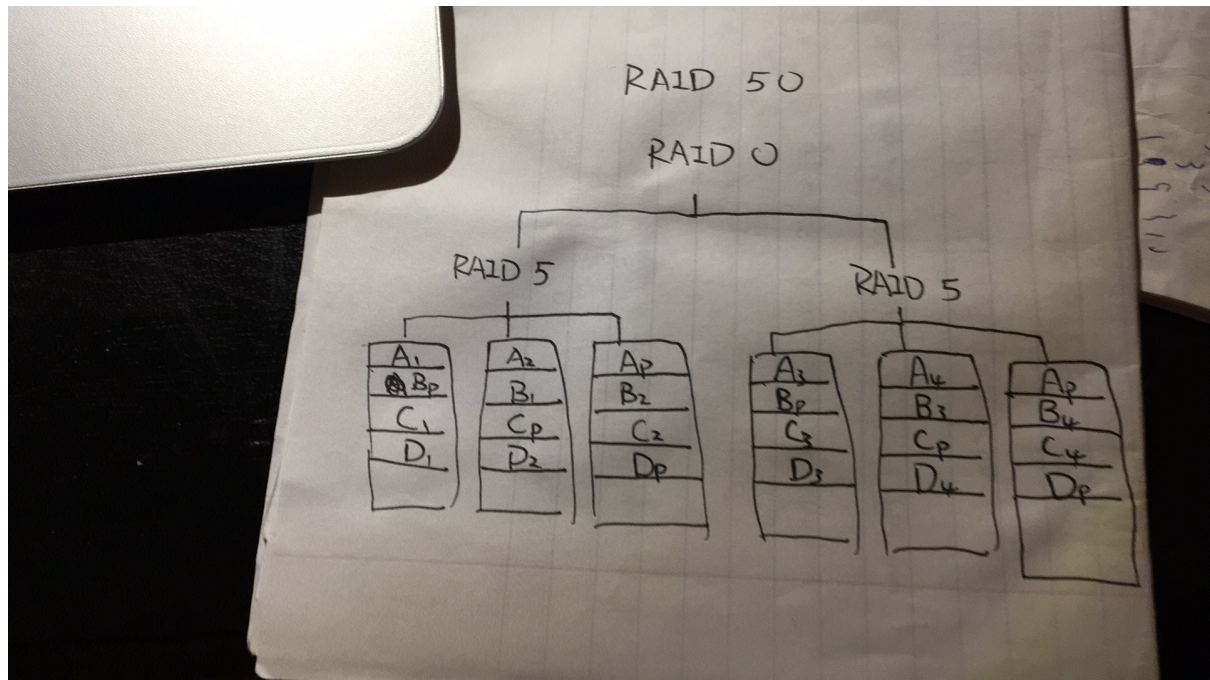 RAID 50
RAID 0
RAID 5 RAID 5
A1 A2 Ap A3 A4 Ap
Bp B1 B2 Bp B3 B4
C1 Cp C2 C3 Cp C4
D1 D2 Dp D3 D4 Dp